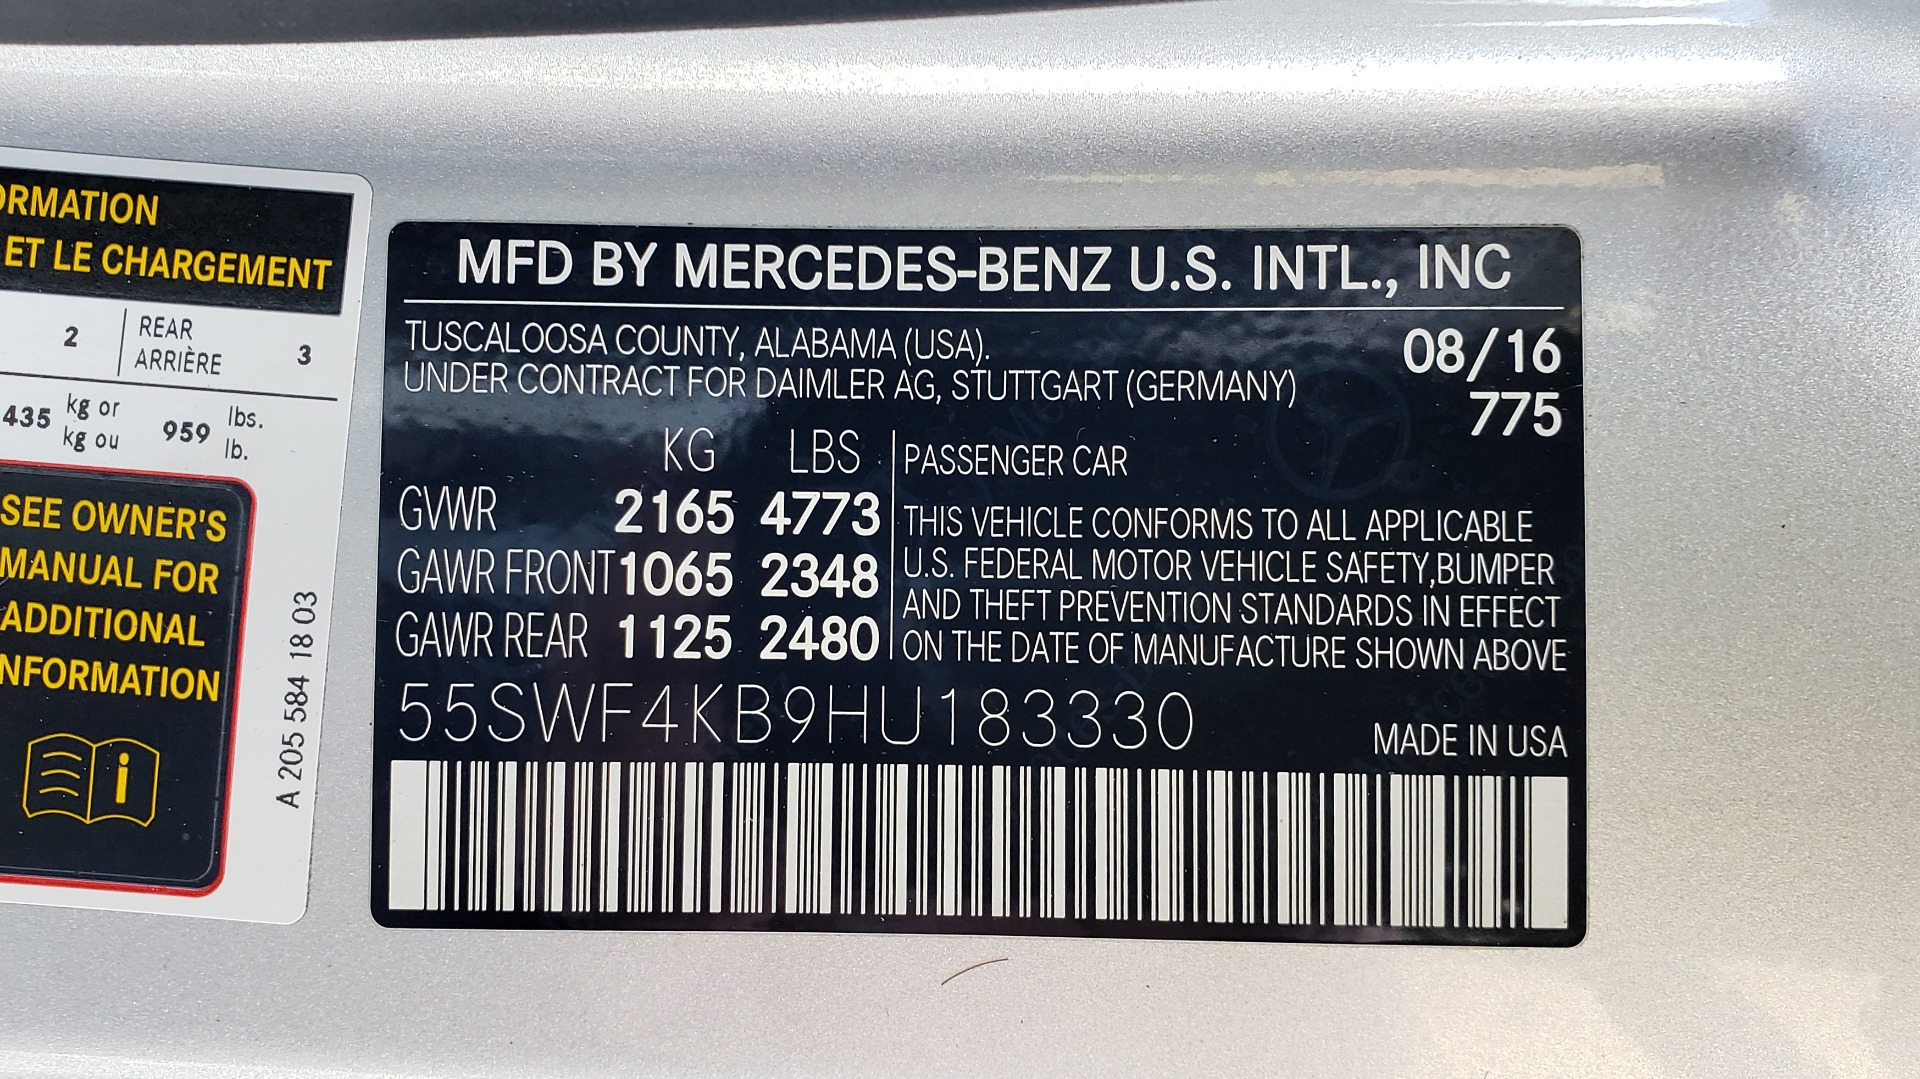 ORMATION
ET LE CHARGEMENT
2 REAR 3
ARRIÈRE
435 kg or 959 lbs.
kg ou lb.
SEE OWNER'S
MANUAL FOR
ADDITIONAL
NFORMATION
i
A 205 584 18 03
MFD BY MERCEDES-BENZ U.S. INTL., INC
TUSCALOOSA COUNTY, ALABAMA (USA). 08/16
UNDER CONTRACT FOR DAIMLER AG, STUTTGART (GERMANY) 775
KG LBS
GVWR 2165 4773
GAWR FRONT 1065 2348
GAWR REAR 1125 2480
PASSENGER CAR
THIS VEHICLE CONFORMS TO ALL APPLICABLE
U.S. FEDERAL MOTOR VEHICLE SAFETY,BUMPER
AND THEFT PREVENTION STANDARDS IN EFFECT
ON THE DATE OF MANUFACTURE SHOWN ABOVE
55SWF4KB9HU183330
MADE IN USA